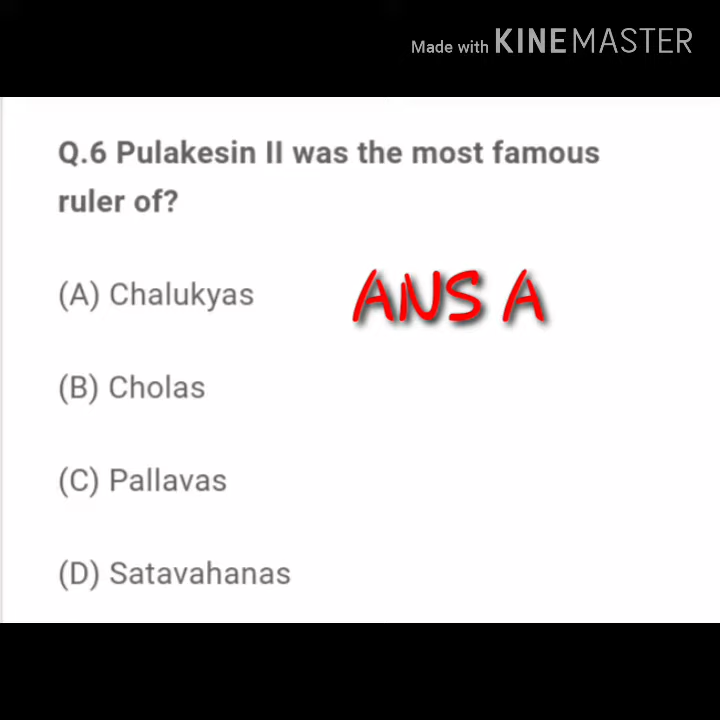 Made with KINEMASTER
Q.6 Pulakesin II was the most famous
ruler of?
(A) Chalukyas ANS A
(B) Cholas
(C) Pallavas
(D) Satavahanas